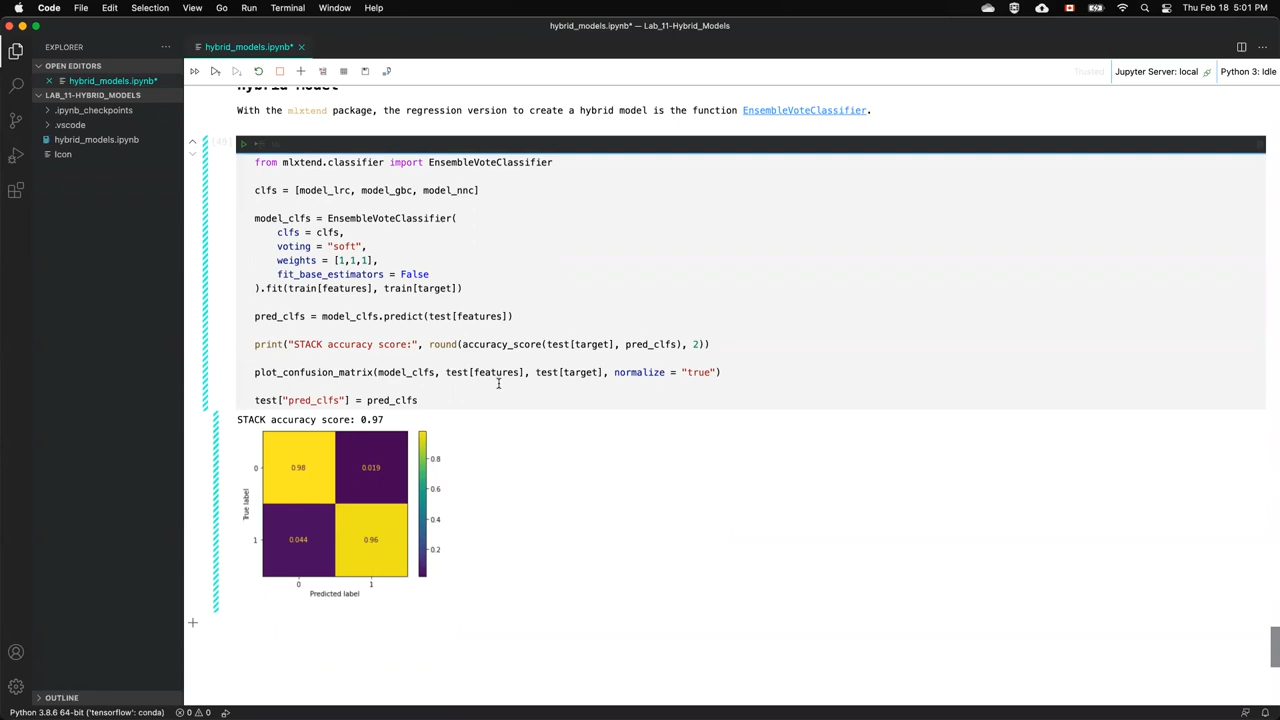 Code File Edit Selection View Go Run Terminal Window Help Thu Feb 18 5:01 PM
hybrid_models.ipynb* — Lab_11-Hybrid_Models
EXPLORER
hybrid_models.ipynb*
OPEN EDITORS
hybrid_models.ipynb*
LAB_11-HYBRID_MODELS
.ipynb_checkpoints
.vscode
hybrid_models.ipynb
Icon
Trusted Jupyter Server: local Python 3: Idle
Hybrid Model
With the mlxtend package, the regression version to create a hybrid model is the function EnsembleVoteClassifier.
[49]
from mlxtend.classifier import EnsembleVoteClassifier
clfs = [model_lrc, model_gbc, model_nnc]
model_clfs = EnsembleVoteClassifier(
clfs = clfs,
voting = "soft",
weights = [1,1,1],
fit_base_estimators = False
).fit(train[features], train[target])
pred_clfs = model_clfs.predict(test[features])
print("STACK accuracy score:", round(accuracy_score(test[target], pred_clfs), 2))
plot_confusion_matrix(model_clfs, test[features], test[target], normalize = "true")
test["pred_clfs"] = pred_clfs
STACK accuracy score: 0.97
0.98 0.019
0.044 0.96
0
1
True label
0 1
Predicted label
0.8
0.6
0.4
0.2
OUTLINE
Python 3.8.6 64-bit ('tensorflow': conda) 0 0